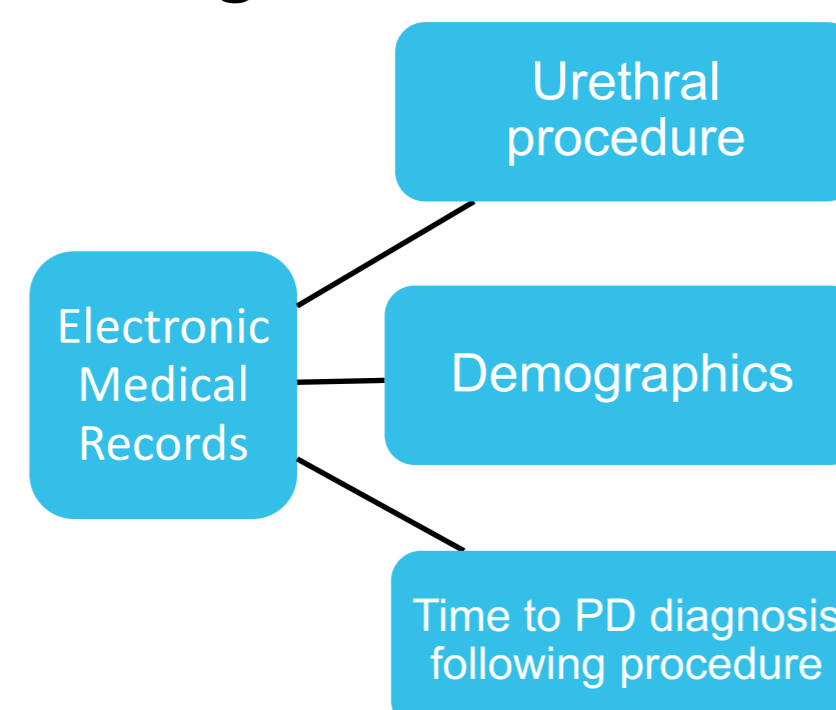 Urethral
procedure
Electronic
Medical
Records
Demographics
Time to PD diagnosis
following procedure